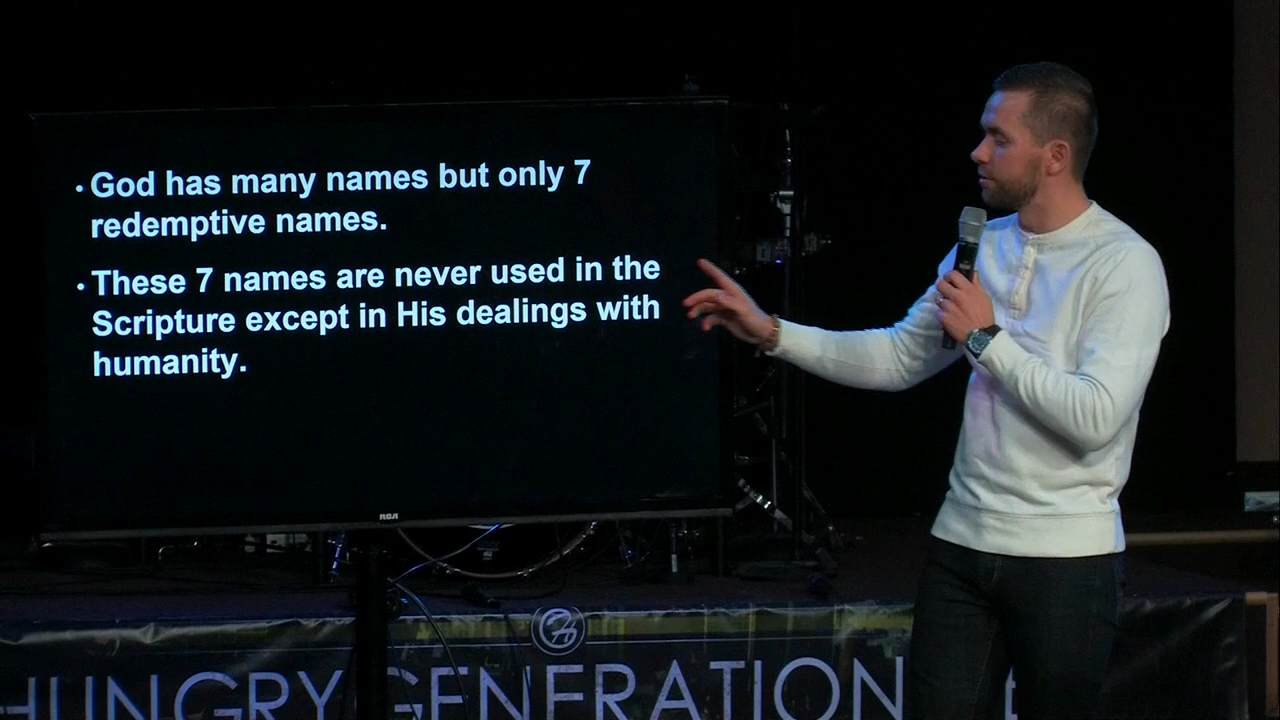 • God has many names but only 7
redemptive names.
• These 7 names are never used in the
Scripture except in His dealings with
humanity.
RCA
HUNGRY GENERATION